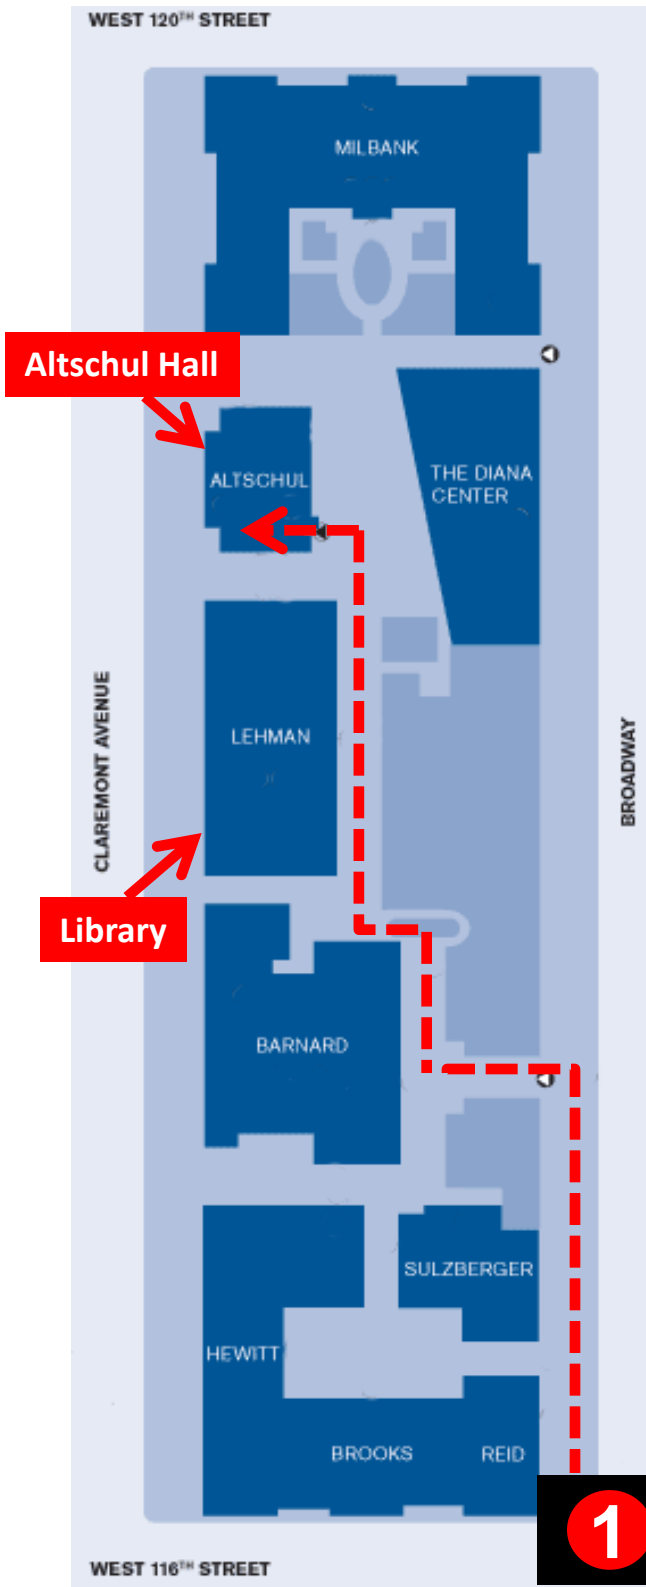 WEST 120TH STREET
MILBANK
Altschul Hall
ALTSCHUL
THE DIANA
CENTER
CLAREMONT AVENUE
LEHMAN
BROADWAY
Library
BARNARD
SULZBERGER
HEWITT
BROOKS
REID
1
WEST 116TH STREET